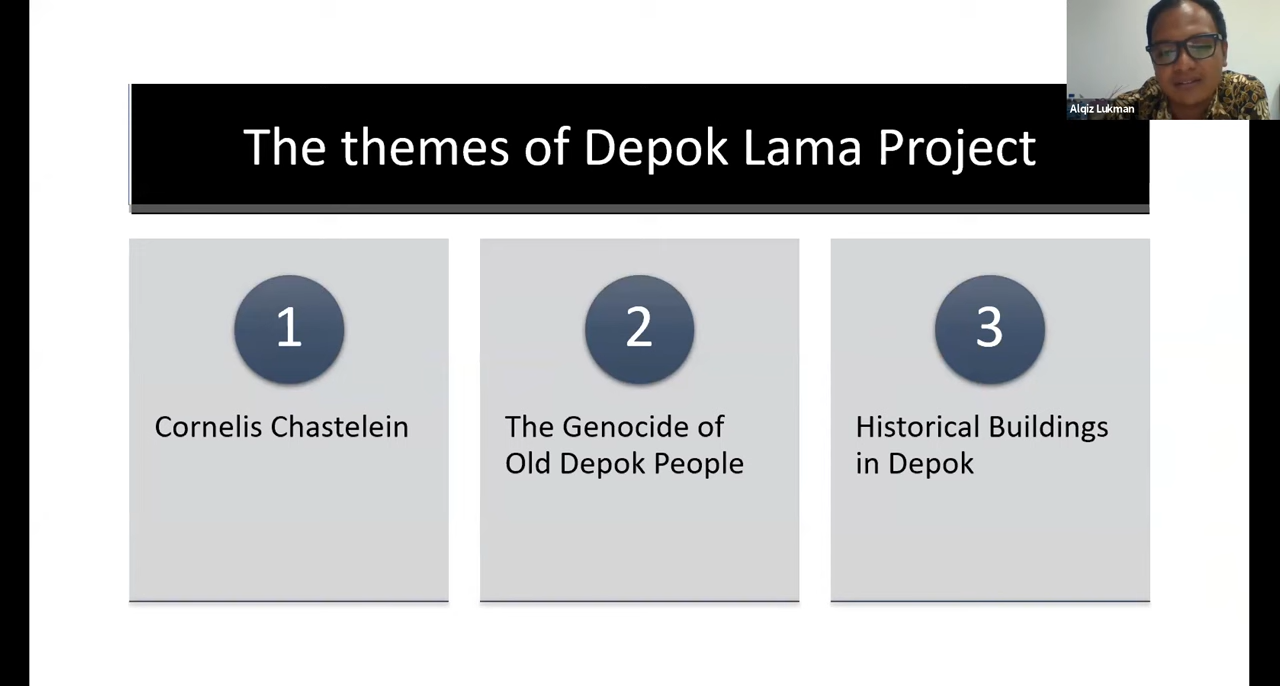 Alqiz Lukman
The themes of Depok Lama Project
1
Cornelis Chastelein
2
The Genocide of
Old Depok People
3
Historical Buildings
in Depok